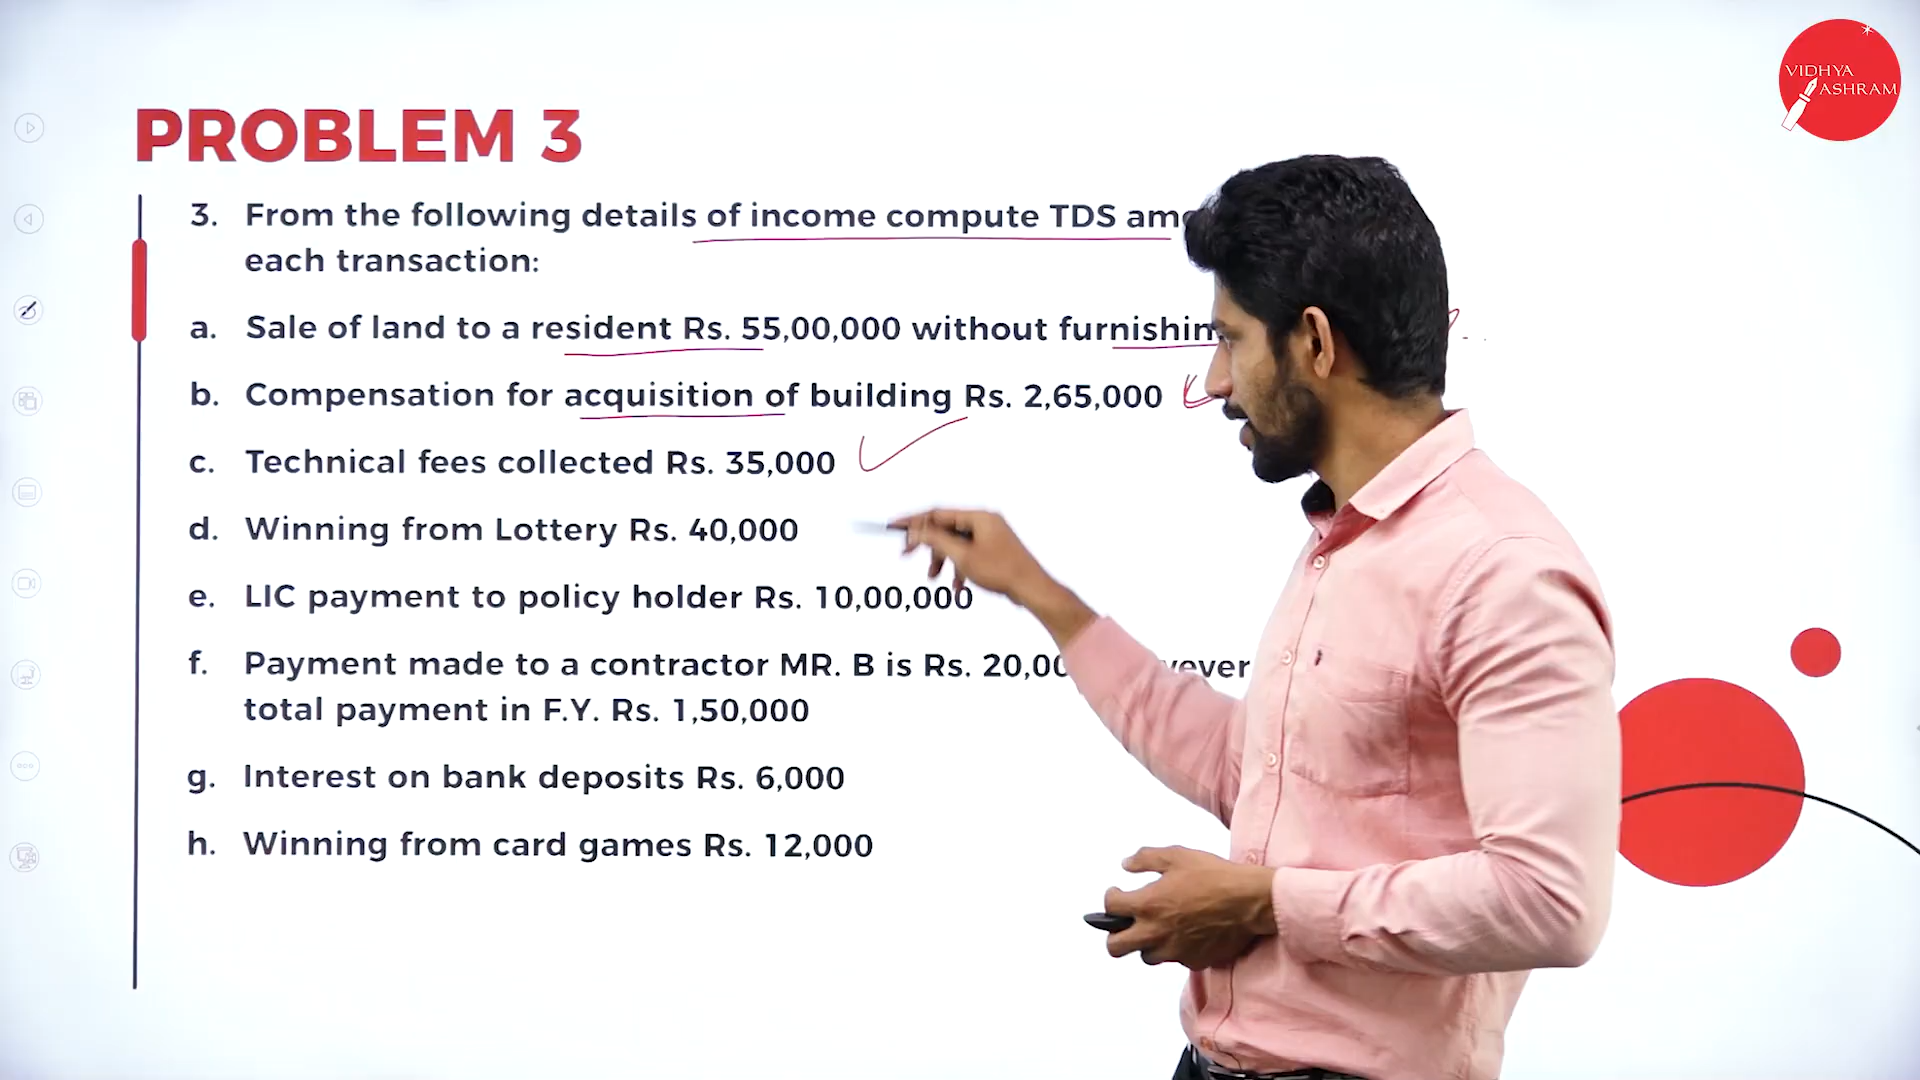 VIDHYA
ASHRAM
PROBLEM 3
3. From the following details of income compute TDS
each transaction:
a. Sale of land to a resident Rs. 55,00,000 without
b. Compensation for acquisition of building Rs. 2,65,000
c. Technical fees collected Rs. 35,000
d. Winning from Lottery Rs. 40,000
e. LIC payment to policy holder Rs. 10,00,000
f. Payment made to a contractor MR. B is Rs.
total payment in F.Y. Rs. 1,50,000
g. Interest on bank deposits Rs. 6,000
h. Winning from card games Rs. 12,000